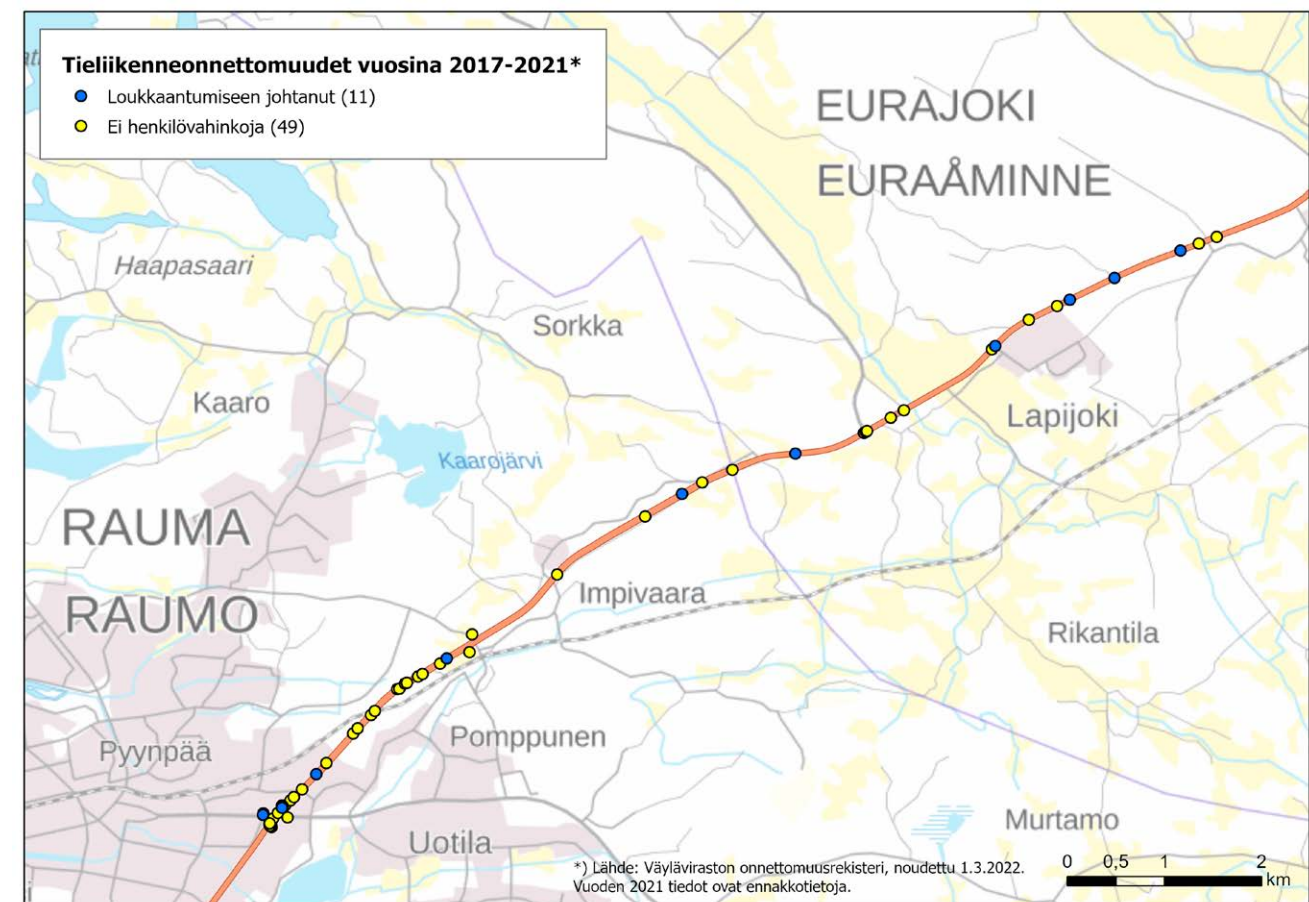 Tieliikenneonnettomuudet vuosina 2017-2021*
Loukkaantumiseen johtanut (11)
Ei henkilövahinkoja (49)
EURAJOKI
EURAÅMINNE
Haapasaari
Sorkka
Kaaro
Lapijoki
Kaarojärvi
RAUMA
RAUMO
Impivaara
Rikantila
Pyynpää
Pomppunen
Uotila
Murtamo
*) Lähde: Väyläviraston onnettomuusrekisteri, noudettu 1.3.2022.
Vuoden 2021 tiedot ovat ennakkotietoja.
0 0,5 1 2
km